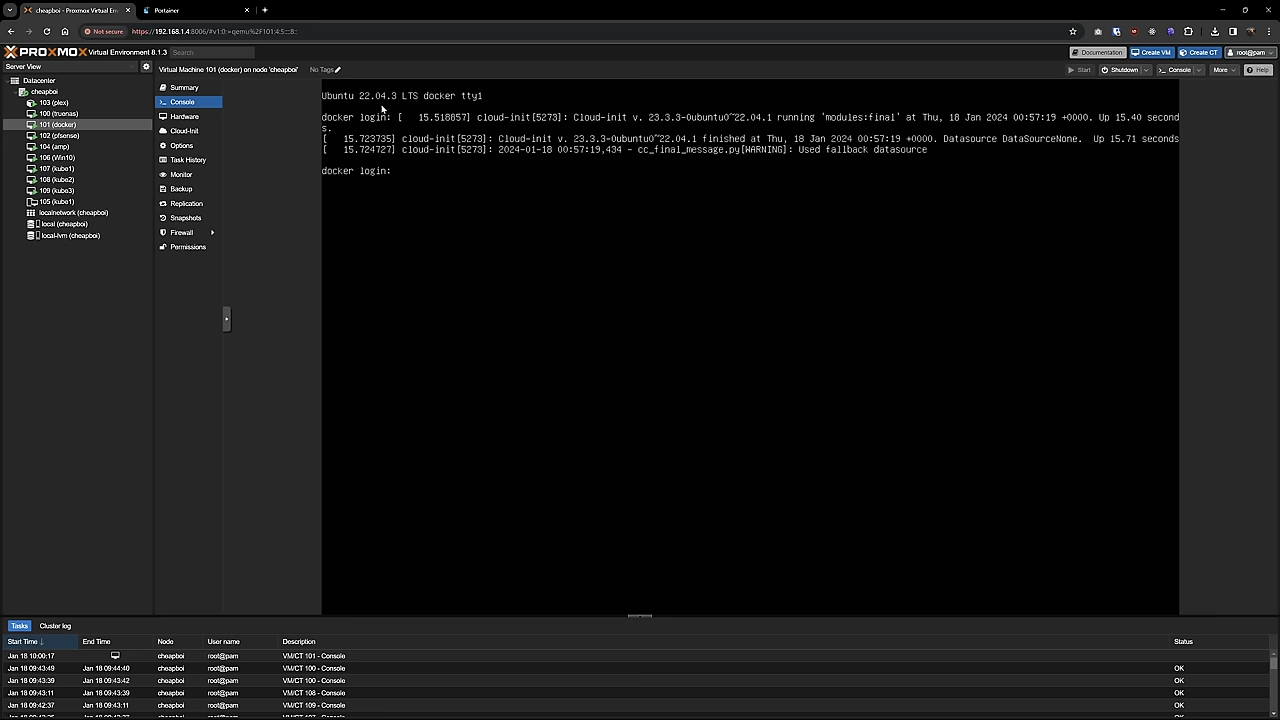 cheapboi - Proxmox Virtual En
Portainer
Not secure
https://192.168.1.4:8006/#v1:0:=qemu%2F101:4:5:::8::
PROXMOX Virtual Environment 8.1.3
Search
Documentation
Create VM
Create CT
root@pam
Server View
Virtual Machine 101 (docker) on node 'cheapboi'
No Tags
Start
Shutdown
Console
More
Help
Datacenter
cheapboi
103 (plex)
100 (truenas)
101 (docker)
102 (pfsense)
104 (amp)
106 (Win10)
107 (kube1)
108 (kube2)
109 (kube3)
105 (kube1)
localnetwork (cheapboi)
local (cheapboi)
local-lvm (cheapboi)
Summary
Console
Hardware
Cloud-Init
Options
Task History
Monitor
Backup
Replication
Snapshots
Firewall
Permissions
Ubuntu 22.04.3 LTS docker tty1
docker login: [   15.518857] cloud-init[5273]: Cloud-init v. 23.3.3-0ubuntu0~22.04.1 running 'modules:final' at Thu, 18 Jan 2024 00:57:19 +0000. Up 15.40 second
s.
[   15.723735] cloud-init[5273]: Cloud-init v. 23.3.3-0ubuntu0~22.04.1 finished at Thu, 18 Jan 2024 00:57:19 +0000. Datasource DataSourceNone.  Up 15.71 seconds
[   15.724727] cloud-init[5273]: 2024-01-18 00:57:19,434 - cc_final_message.py[WARNING]: Used fallback datasource
docker login:
Tasks
Cluster log
Start Time
End Time
Node
User name
Description
Status
Jan 18 10:00:17 cheapboi root@pam VM/CT 101 - Console
Jan 18 09:43:49 Jan 18 09:44:40 cheapboi root@pam VM/CT 100 - Console OK
Jan 18 09:43:39 Jan 18 09:43:42 cheapboi root@pam VM/CT 100 - Console OK
Jan 18 09:43:11 Jan 18 09:43:39 cheapboi root@pam VM/CT 108 - Console OK
Jan 18 09:42:37 Jan 18 09:43:11 cheapboi root@pam VM/CT 109 - Console OK